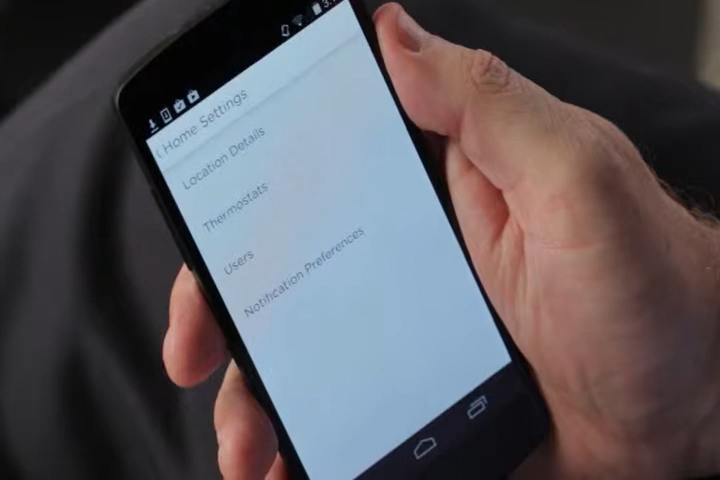 Home Settings
Location Details
Thermostats
Users
Notification Preferences